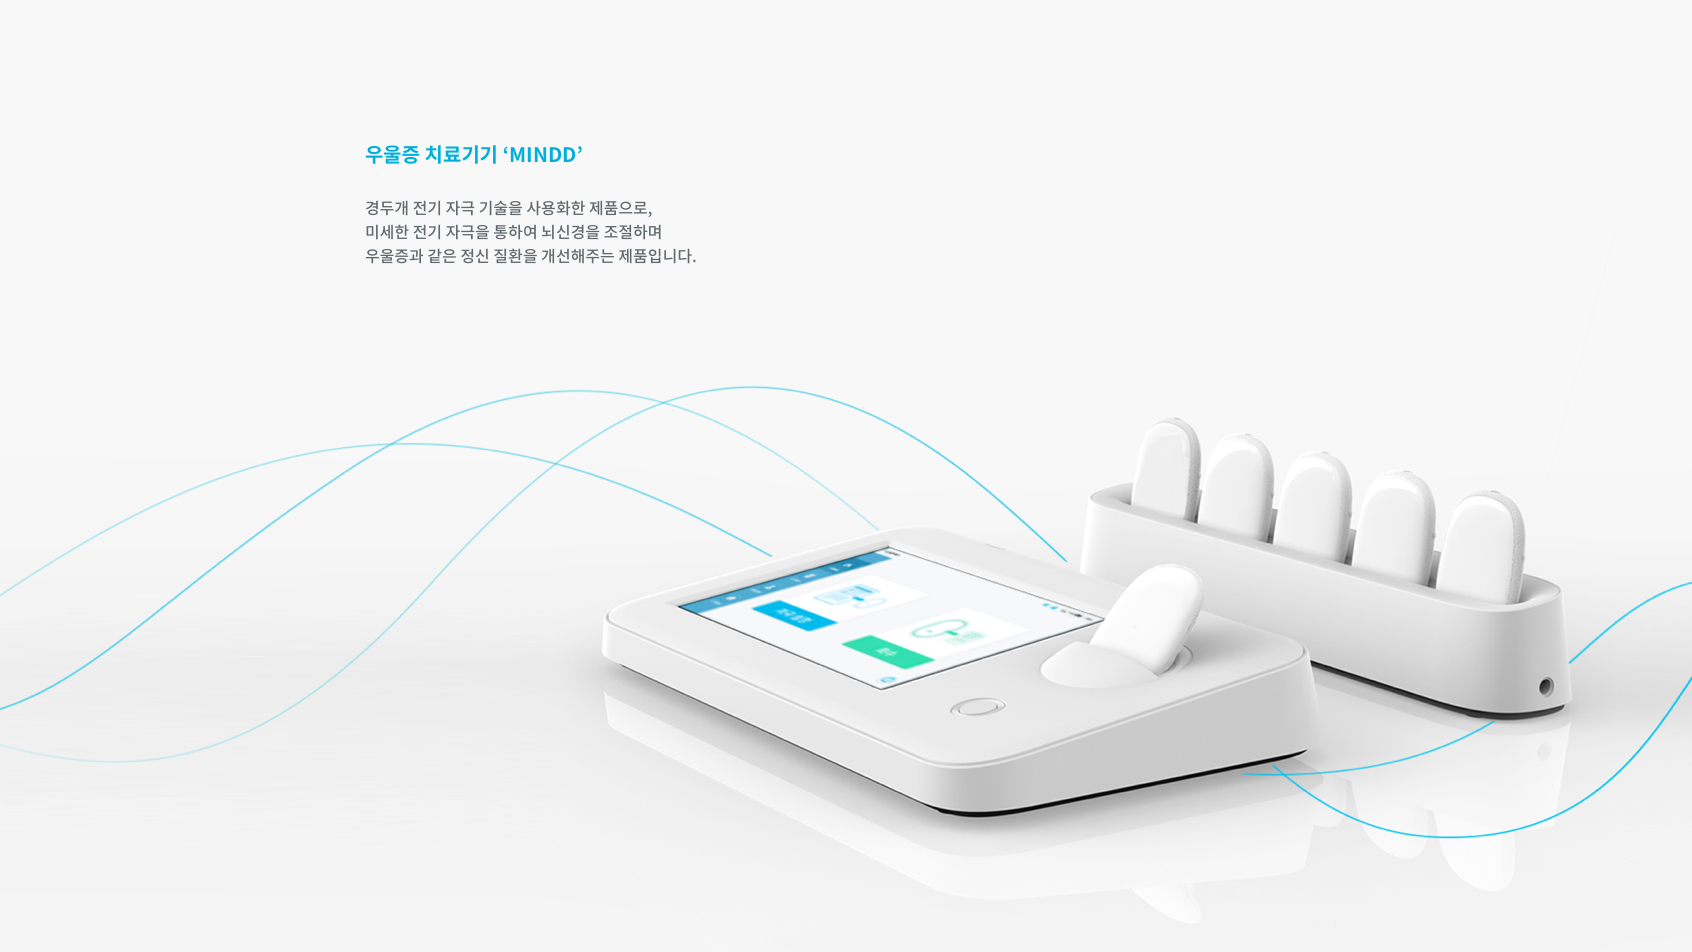 우울증 치료기기 ‘MINDD’
경두개 전기 자극 기술을 사용화한 제품으로,
미세한 전기 자극을 통하여 뇌신경을 조절하며
우울증과 같은 정신 질환을 개선해주는 제품입니다.